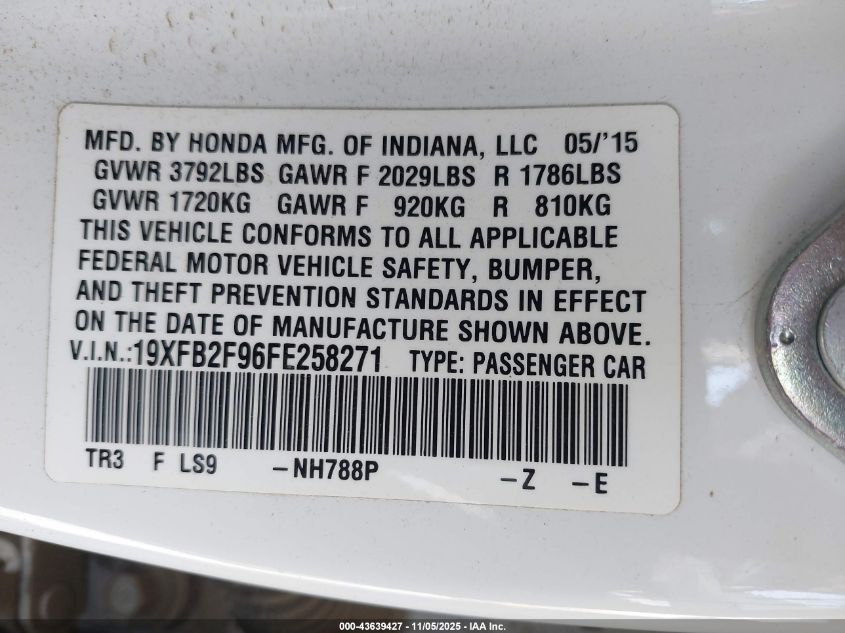 MFD. BY HONDA MFG. OF INDIANA, LLC 05/'15
GVWR 3792LBS GAWR F 2029LBS R 1786LBS
GVWR 1720KG GAWR F 920KG R 810KG
THIS VEHICLE CONFORMS TO ALL APPLICABLE
FEDERAL MOTOR VEHICLE SAFETY, BUMPER,
AND THEFT PREVENTION STANDARDS IN EFFECT
ON THE DATE OF MANUFACTURE SHOWN ABOVE.
V.I.N.:19XFB2F96FE258271 TYPE: PASSENGER CAR
TR3 F LS9 -NH788P -Z -E
000-43639427 - 11/05/2025 - IAA Inc.